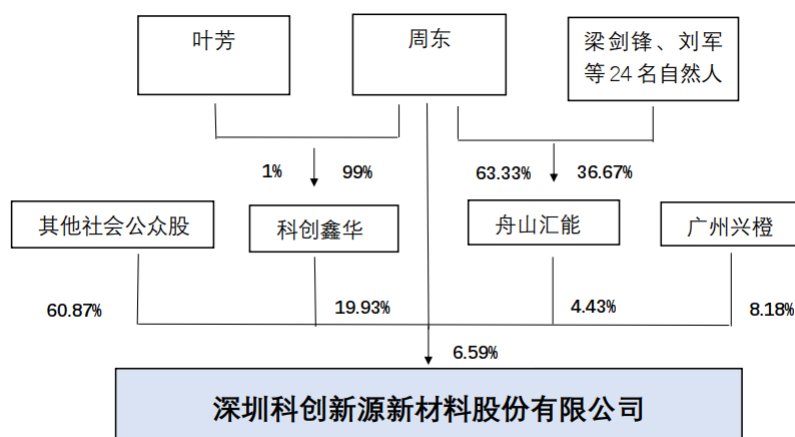 叶芳
周东
梁剑锋、刘军
等24名自然人
1%
99%
63.33%
36.67%
其他社会公众股
科创鑫华
舟山汇能
广州兴橙
60.87%
19.93%
4.43%
8.18%
6.59%
深圳科创新源新材料股份有限公司